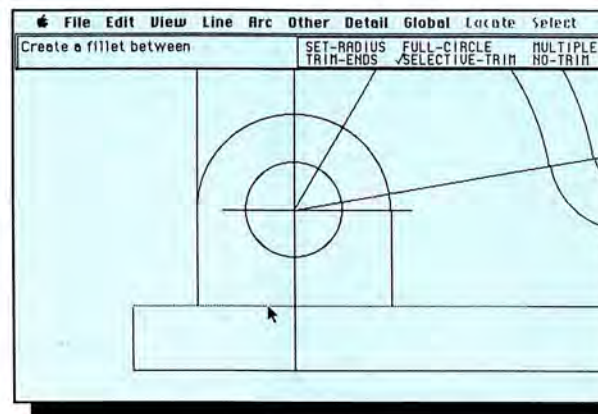 File Edit View Line Arc Other Detail Global Locate Select
Create a fillet between
SET-RADIUS FULL-CIRCLE MULTIPLE
TRIM-ENDS √SELECTIVE-TRIM NO-TRIM